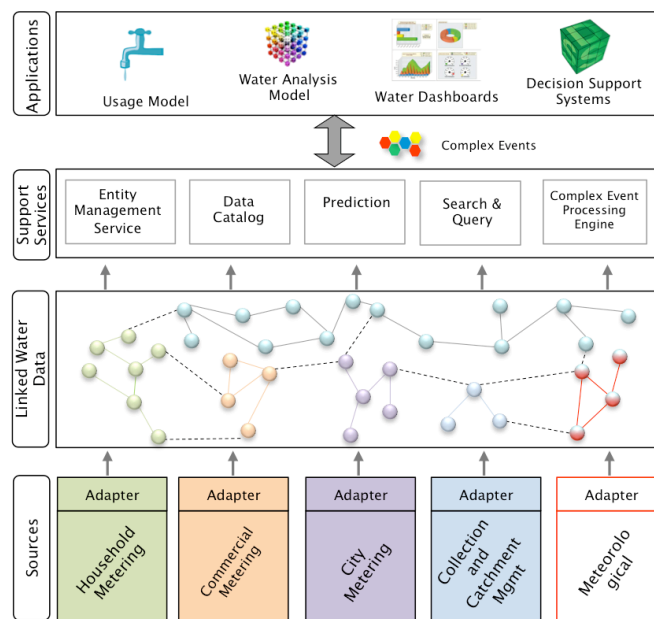 Applications
Usage Model
Water Analysis
Model
Water Dashboards
Decision Support
Systems
Complex Events
Support
Services
Entity
Management
Service
Data
Catalog
Prediction
Search &
Query
Complex Event
Processing
Engine
Linked Water
Data
Sources
Adapter
Household
Metering
Adapter
Commercial
Metering
Adapter
City
Metering
Adapter
Collection
and
Catchment
Mgmt
Adapter
Meteorolo
gical